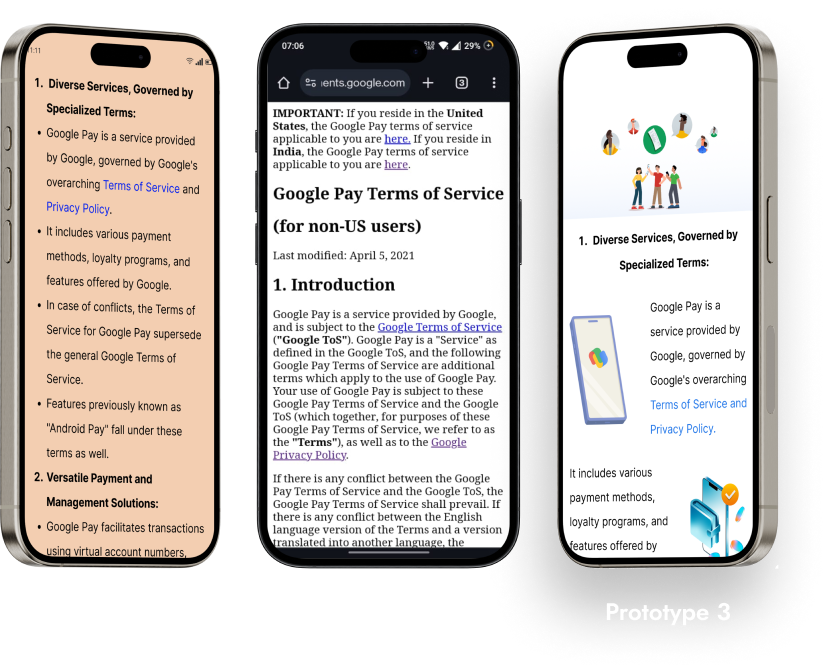 1:11
1. Diverse Services, Governed by
Specialized Terms:
• Google Pay is a service provided
by Google, governed by Google's
overarching Terms of Service and
Privacy Policy.
• It includes various payment
methods, loyalty programs, and
features offered by Google.
• In case of conflicts, the Terms of
Service for Google Pay supersede
the general Google Terms of
Service.
• Features previously known as
"Android Pay" fall under these
terms as well.
2. Versatile Payment and
Management Solutions:
• Google Pay facilitates transactions
using virtual account numbers,
07:06
29%
ents.google.com
3
IMPORTANT: If you reside in the United
States, the Google Pay terms of service
applicable to you are here. If you reside in
India, the Google Pay terms of service
applicable to you are here.
Google Pay Terms of Service
(for non-US users)
Last modified: April 5, 2021
1. Introduction
Google Pay is a service provided by Google,
and is subject to the Google Terms of Service
("Google ToS"). Google Pay is a "Service" as
defined in the Google ToS, and the following
Google Pay Terms of Service are additional
terms which apply to the use of Google Pay.
Your use of Google Pay is subject to these
Google Pay Terms of Service and the Google
ToS (which together, for purposes of these
Google Pay Terms of Service, we refer to as
the "Terms"), as well as to the Google
Privacy Policy.
If there is any conflict between the Google
Pay Terms of Service and the Google ToS, the
Google Pay Terms of Service shall prevail. If
there is any conflict between the English
language version of the Terms and a version
translated into another language, the
1. Diverse Services, Governed by
Specialized Terms:
Google Pay is a
service provided by
Google, governed by
Google's overarching
Terms of Service and
Privacy Policy.
It includes various
payment methods,
loyalty programs, and
features offered by
Prototype 3